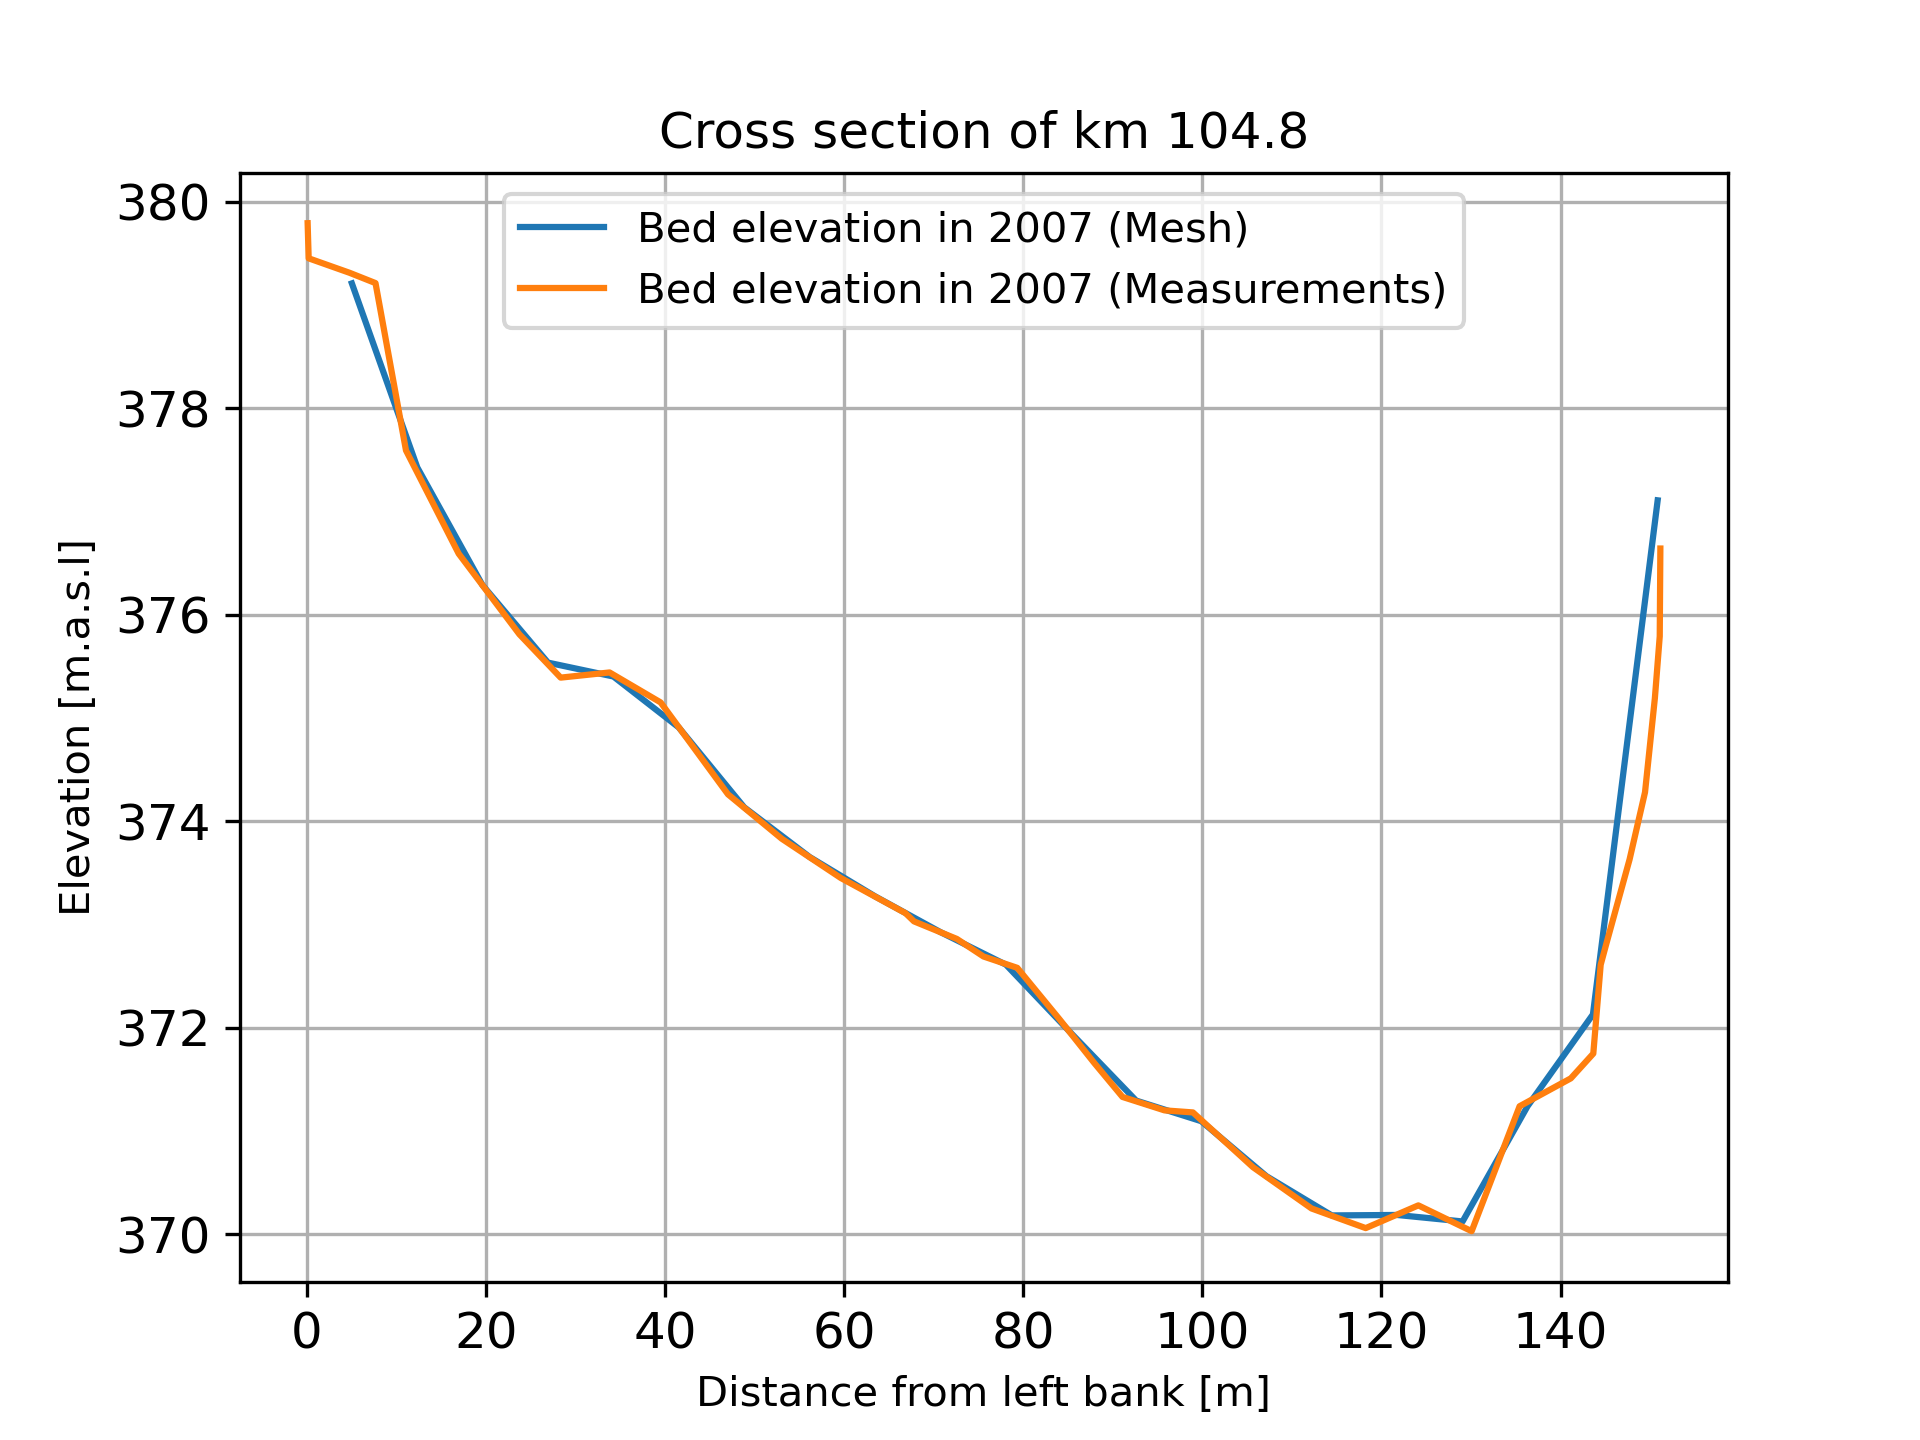 Cross section of km 104.8
Bed elevation in 2007 (Mesh)
Bed elevation in 2007 (Measurements)
380
378
376
374
372
370
Elevation [m.a.s.l]
0 20 40 60 80 100 120 140
Distance from left bank [m]